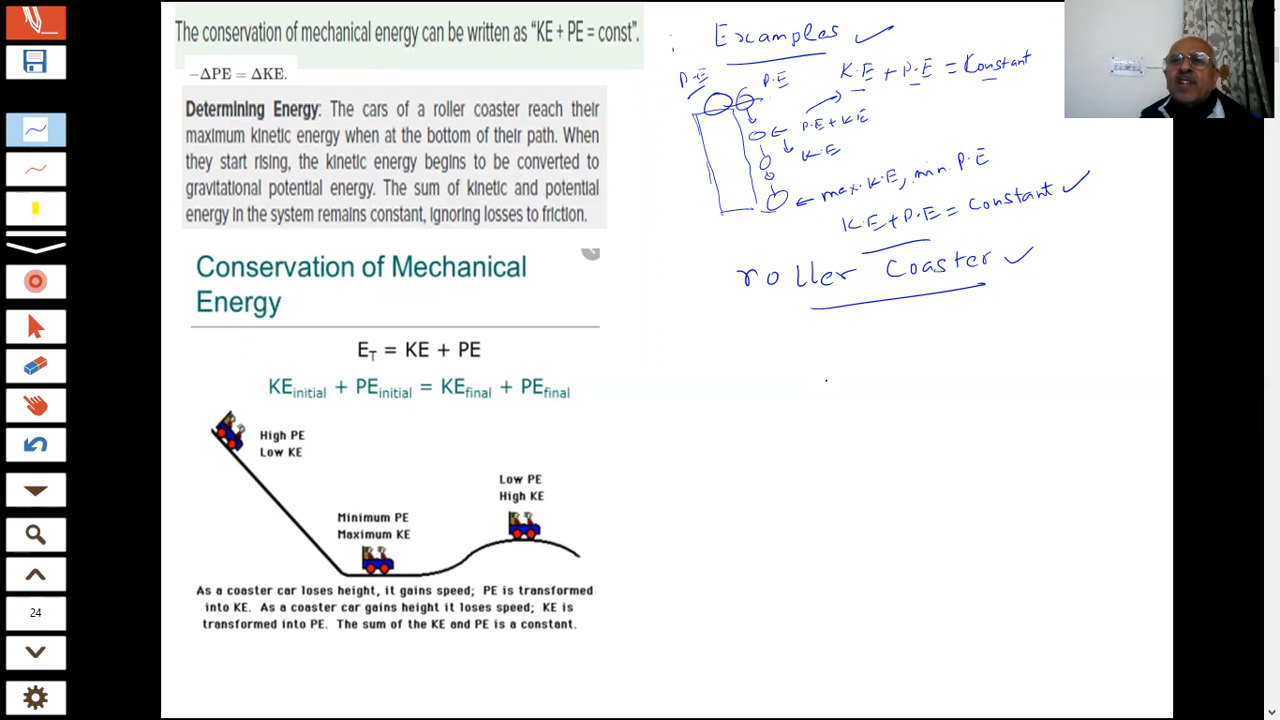 The conservation of mechanical energy can be written as “KE + PE = const”.
−ΔPE = ΔKE.
Determining Energy: The cars of a roller coaster reach their
maximum kinetic energy when at the bottom of their path. When
they start rising, the kinetic energy begins to be converted to
gravitational potential energy. The sum of kinetic and potential
energy in the system remains constant, ignoring losses to friction.
Conservation of Mechanical
Energy
E_T = KE + PE
KE_initial + PE_initial = KE_final + PE_final
High PE
Low KE
Low PE
High KE
Minimum PE
Maximum KE
As a coaster car loses height, it gains speed; PE is transformed
into KE. As a coaster car gains height it loses speed; KE is
transformed into PE. The sum of the KE and PE is a constant.
: Examples
P.E
P.E
K.E + P.E = Constant
P.E + K.E
K.E
max. K.E, min. P.E
K.E + P.E = Constant
roller Coaster
24